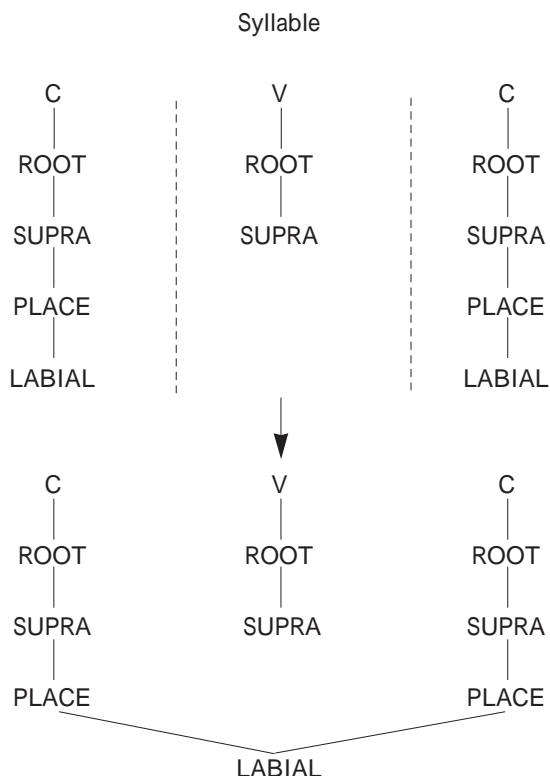 Syllable
C V C
ROOT ROOT ROOT
SUPRA SUPRA SUPRA
PLACE PLACE
LABIAL LABIAL
C V C
ROOT ROOT ROOT
SUPRA SUPRA SUPRA
PLACE PLACE
LABIAL